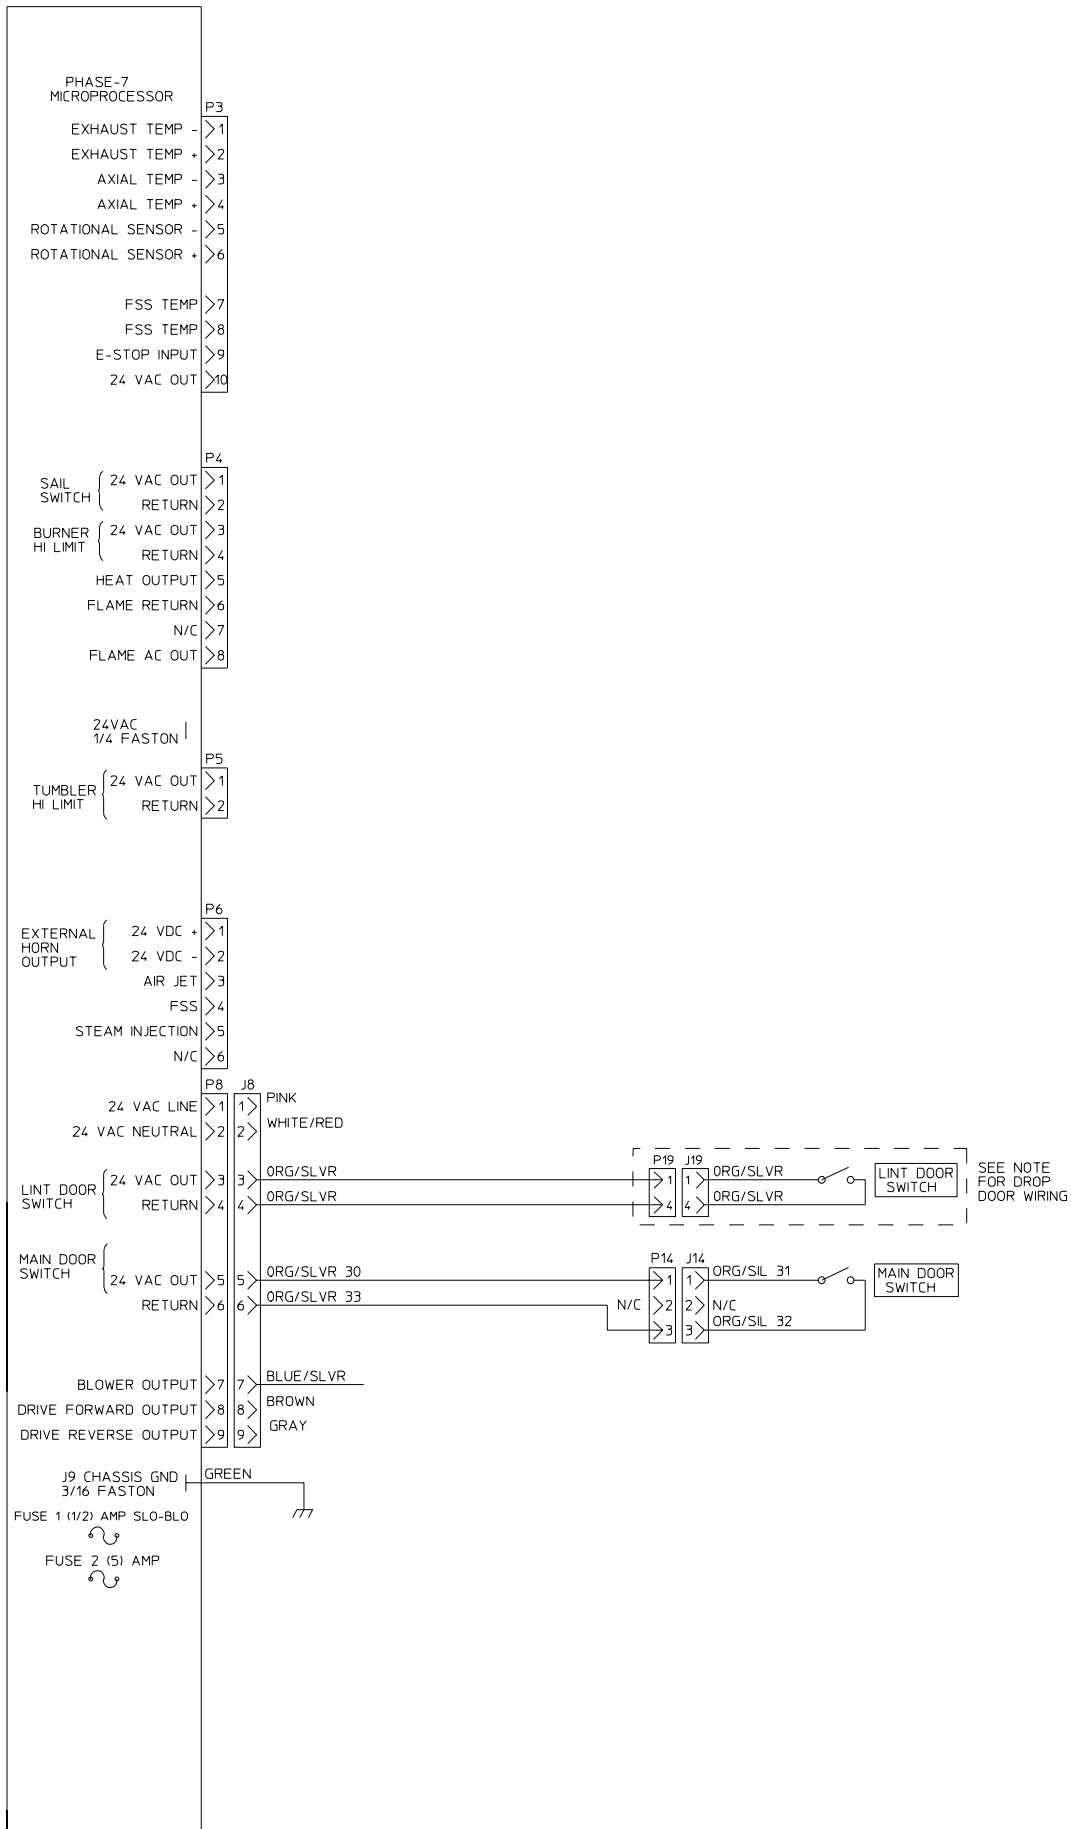 PHASE-7
MICROPROCESSOR
P3
EXHAUST TEMP - 1
EXHAUST TEMP + 2
AXIAL TEMP - 3
AXIAL TEMP + 4
ROTATIONAL SENSOR - 5
ROTATIONAL SENSOR + 6
FSS TEMP 7
FSS TEMP 8
E-STOP INPUT 9
24 VAC OUT 10
P4
SAIL
SWITCH
24 VAC OUT 1
RETURN 2
BURNER
HI LIMIT
24 VAC OUT 3
RETURN 4
HEAT OUTPUT 5
FLAME RETURN 6
N/C 7
FLAME AC OUT 8
24VAC
1/4 FASTON
P5
TUMBLER
HI LIMIT
24 VAC OUT 1
RETURN 2
P6
EXTERNAL
HORN
OUTPUT
24 VDC + 1
24 VDC - 2
AIR JET 3
FSS 4
STEAM INJECTION 5
N/C 6
P8 J8
24 VAC LINE 1 1 PINK
24 VAC NEUTRAL 2 2 WHITE/RED
LINT DOOR
SWITCH
24 VAC OUT 3 3 ORG/SLVR
RETURN 4 4 ORG/SLVR
P19 J19
1 1 ORG/SLVR
4 4 ORG/SLVR
LINT DOOR
SWITCH
SEE NOTE
FOR DROP
DOOR WIRING
MAIN DOOR
SWITCH
24 VAC OUT 5 5 ORG/SLVR 30
RETURN 6 6 ORG/SLVR 33
P14 J14
1 1 ORG/SIL 31
N/C 2 2 N/C
3 3 ORG/SIL 32
MAIN DOOR
SWITCH
BLOWER OUTPUT 7 7 BLUE/SLVR
DRIVE FORWARD OUTPUT 8 8 BROWN
DRIVE REVERSE OUTPUT 9 9 GRAY
J9 CHASSIS GND
3/16 FASTON
GREEN
FUSE 1 (1/2) AMP SLO-BLO
FUSE 2 (5) AMP